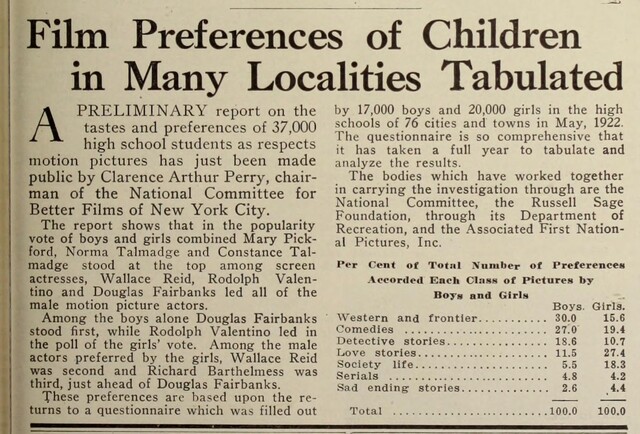 Film Preferences of Children
in Many Localities Tabulated
A PRELIMINARY report on the
tastes and preferences of 37,000
high school students as respects
motion pictures has just been made
public by Clarence Arthur Perry, chair-
man of the National Committee for
Better Films of New York City.
The report shows that in the popularity
vote of boys and girls combined Mary Pick-
ford, Norma Talmadge and Constance Tal-
madge stood at the top among screen
actresses, Wallace Reid, Rodolph Valen-
tino and Douglas Fairbanks led all of the
male motion picture actors.
Among the boys alone Douglas Fairbanks
stood first, while Rodolph Valentino led in
the poll of the girls' vote. Among the male
actors preferred by the girls, Wallace Reid
was second and Richard Barthelmess was
third, just ahead of Douglas Fairbanks.
These preferences are based upon the re-
turns to a questionnaire which was filled out
by 17,000 boys and 20,000 girls in the high
schools of 76 cities and towns in May, 1922.
The questionnaire is so comprehensive that
it has taken a full year to tabulate and
analyze the results.
The bodies which have worked together
in carrying the investigation through are the
National Committee, the Russell Sage
Foundation, through its Department of
Recreation, and the Associated First Nation-
al Pictures, Inc.
Per Cent of Total Number of Preferences
Accorded Each Class of Pictures by
Boys and Girls
Boys. Girls.
Western and frontier........... 30.0 15.6
Comedies ..................... 27.0 19.4
Detective stories............... 18.6 10.7
Love stories.................... 11.5 27.4
Society life..................... 5.5 18.3
Serials ........................ 4.8 4.2
Sad ending stories.............. 2.6 4.4
Total ........................ 100.0 100.0